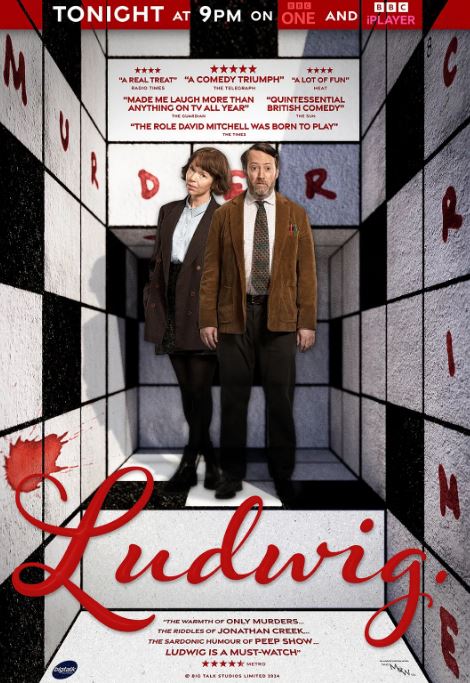 TONIGHT AT 9PM ON BBC ONE AND BBC iPLAYER
★★★★ ★★★★★ ★★★★
"A REAL TREAT" "A COMEDY TRIUMPH" "A LOT OF FUN"
RADIO TIMES THE TELEGRAPH HEAT
"MADE ME LAUGH MORE THAN ANYTHING ON TV ALL YEAR"
THE GUARDIAN
"QUINTESSENTIAL BRITISH COMEDY"
THE SUN
"THE ROLE DAVID MITCHELL WAS BORN TO PLAY"
THE TIMES
MURDER
CRIME
Ludwig.
"THE WARMTH OF ONLY MURDERS...
THE RIDDLES OF JONATHAN CREEK...
THE SARDONIC HUMOUR OF PEEP SHOW...
LUDWIG IS A MUST-WATCH"
★★★★★ METRO
bigtalk
© BIG TALK STUDIOS LIMITED 2024